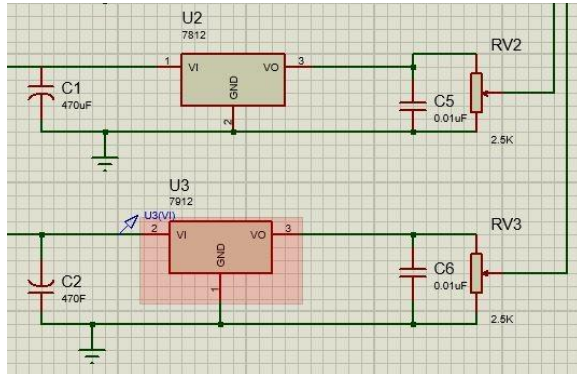 U2
7812
1
VI
VO
3
GND
2
C1
470uF
C5
0.01uF
RV2
2.5K
U3
7912
U3(VI)
2
VI
VO
3
GND
1
C2
470F
C6
0.01uF
RV3
2.5K